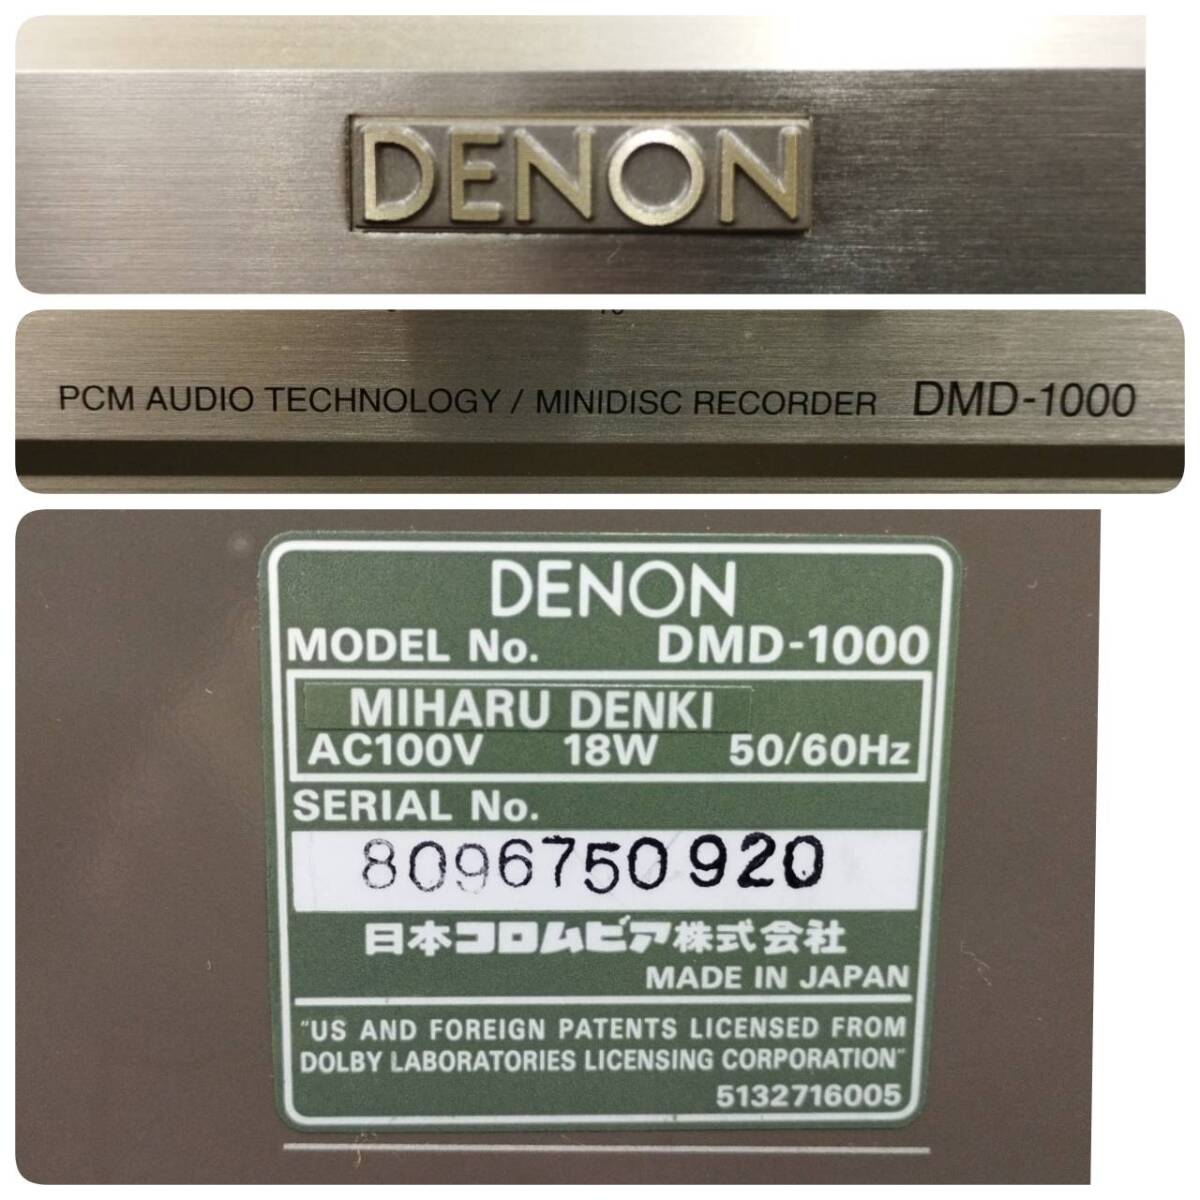 DENON
PCM AUDIO TECHNOLOGY / MINIDISC RECORDER DMD-1000
DENON
MODEL No. DMD-1000
MIHARU DENKI
AC100V 18W 50/60Hz
SERIAL No.
8096750920
日本コロムビア株式会社
MADE IN JAPAN
"US AND FOREIGN PATENTS LICENSED FROM
DOLBY LABORATORIES LICENSING CORPORATION"
5132716005